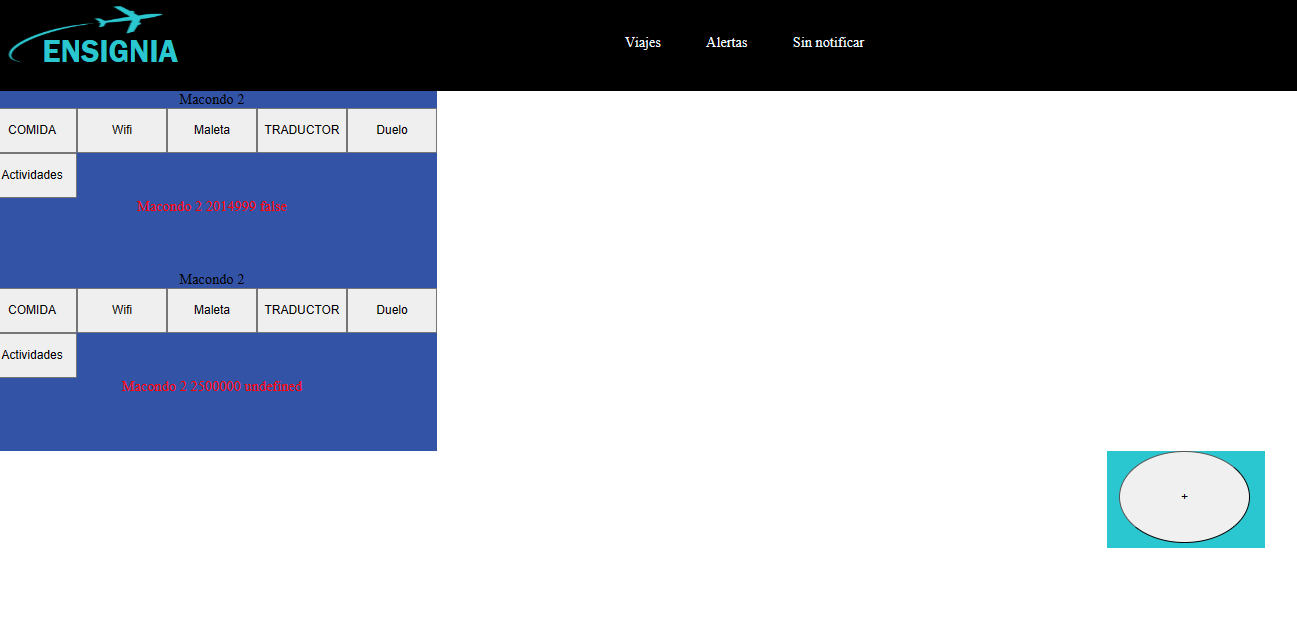 ENSIGNIA
Viajes Alertas Sin notificar
Macondo 2
COMIDA Wifi Maleta TRADUCTOR Duelo
Actividades
Macondo 2 2014999 false
Macondo 2
COMIDA Wifi Maleta TRADUCTOR Duelo
Actividades
Macondo 2 2500000 undefined
+